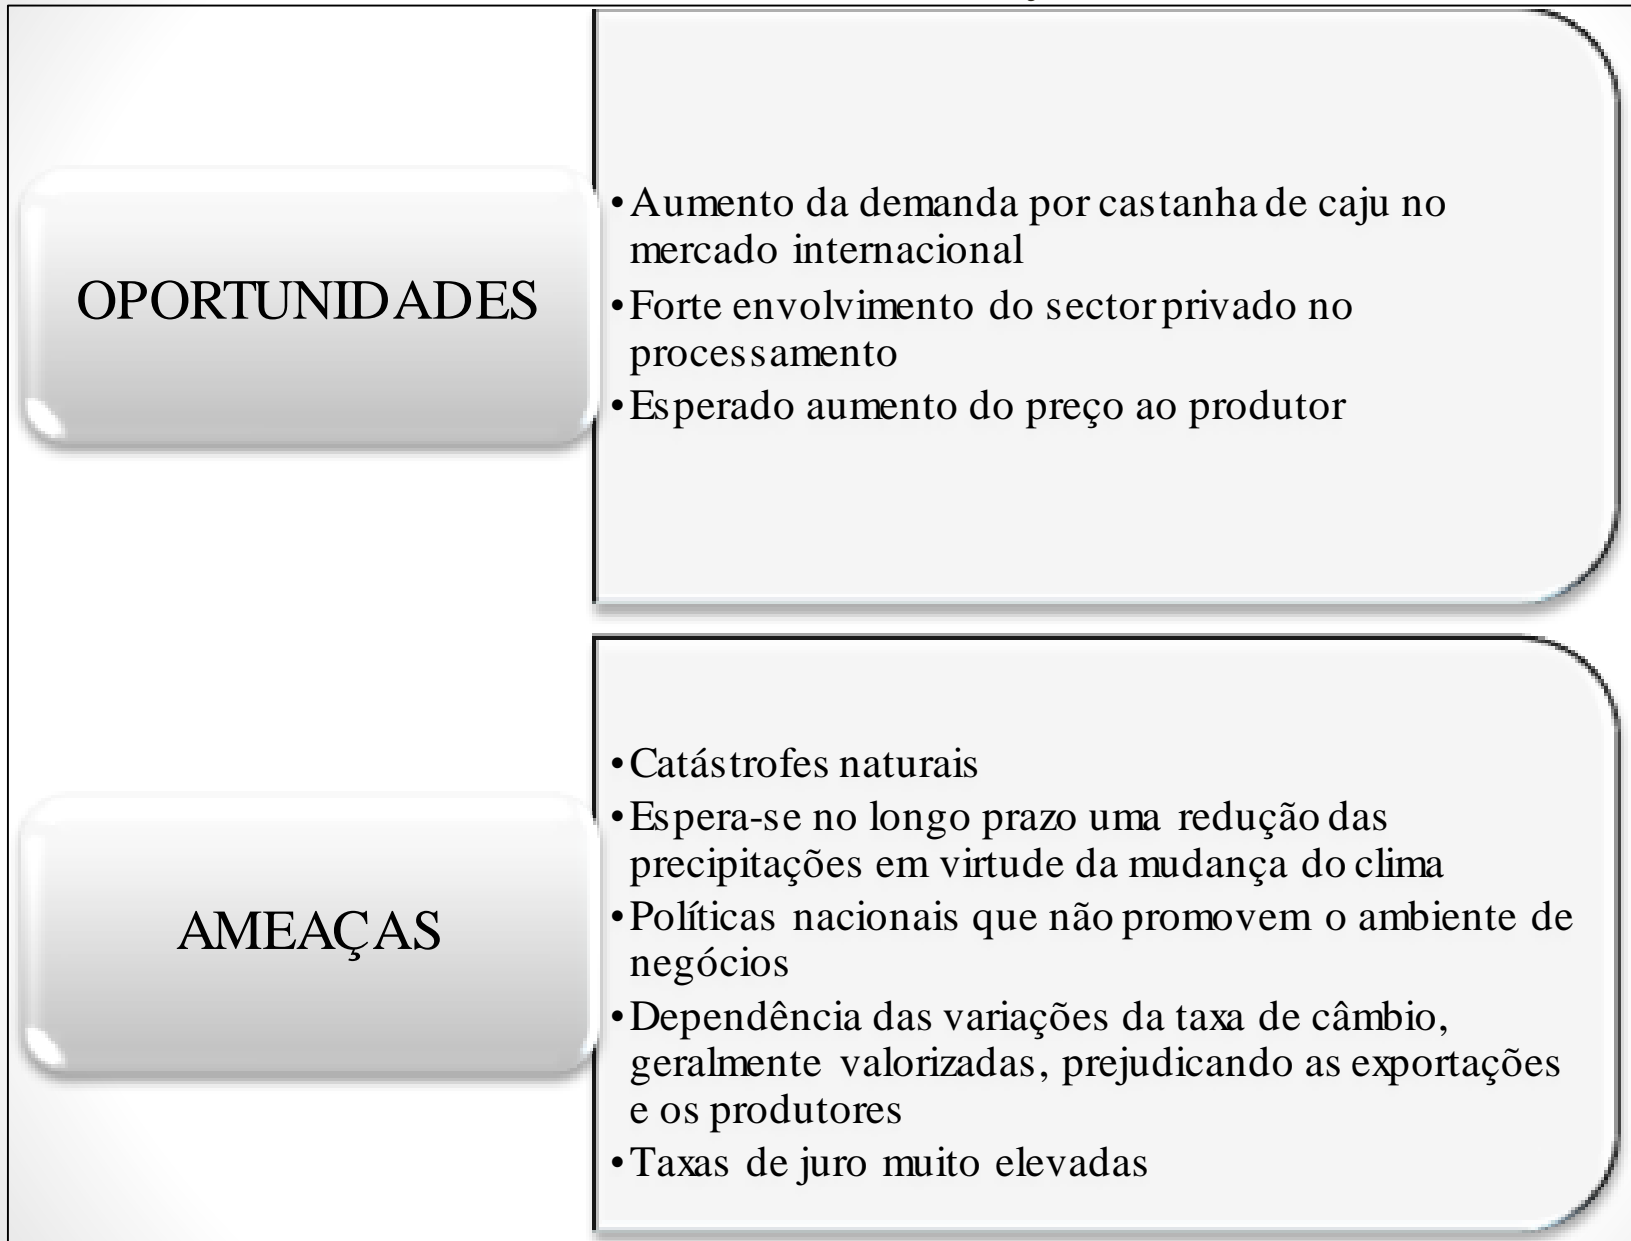 OPORTUNIDADES
•Aumento da demanda por castanha de caju no
mercado internacional
•Forte envolvimento do sector privado no
processamento
•Esperado aumento do preço ao produtor
AMEAÇAS
•Catástrofes naturais
•Espera-se no longo prazo uma redução das
precipitações em virtude da mudança do clima
•Políticas nacionais que não promovem o ambiente de
negócios
•Dependência das variações da taxa de câmbio,
geralmente valorizadas, prejudicando as exportações
e os produtores
•Taxas de juro muito elevadas